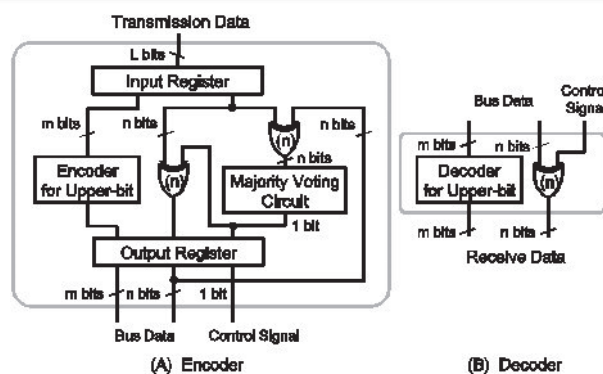 Transmission Data
L bits
Input Register
m bits
n bits
(n)
n bits
n bits
Encoder
for Upper-bit
(n)
Majority Voting
Circuit
1 bit
Output Register
m bits
n bits
1 bit
Bus Data
Control Signal
(A) Encoder
Control
Signal
Bus Data
m bits
n bits
Decoder
for Upper-bit
(n)
m bits
n bits
Receive Data
(B) Decoder